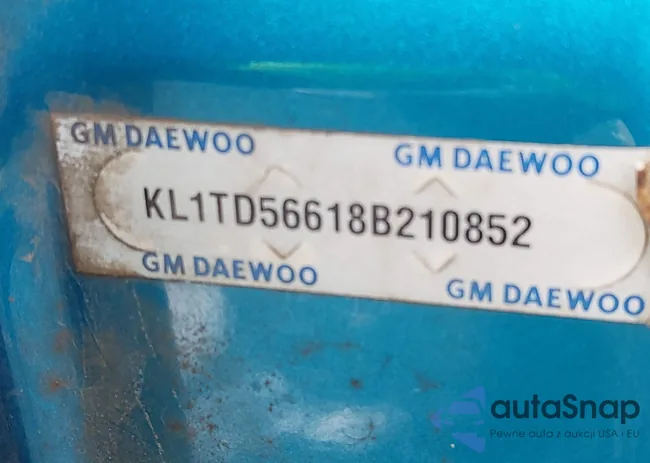 GM DAEWOO
GM DAEWOO
KL1TD56618B210852
GM DAEWOO
GM DAEWOO
autaSnap
Pewne auta z aukcji USA i EU